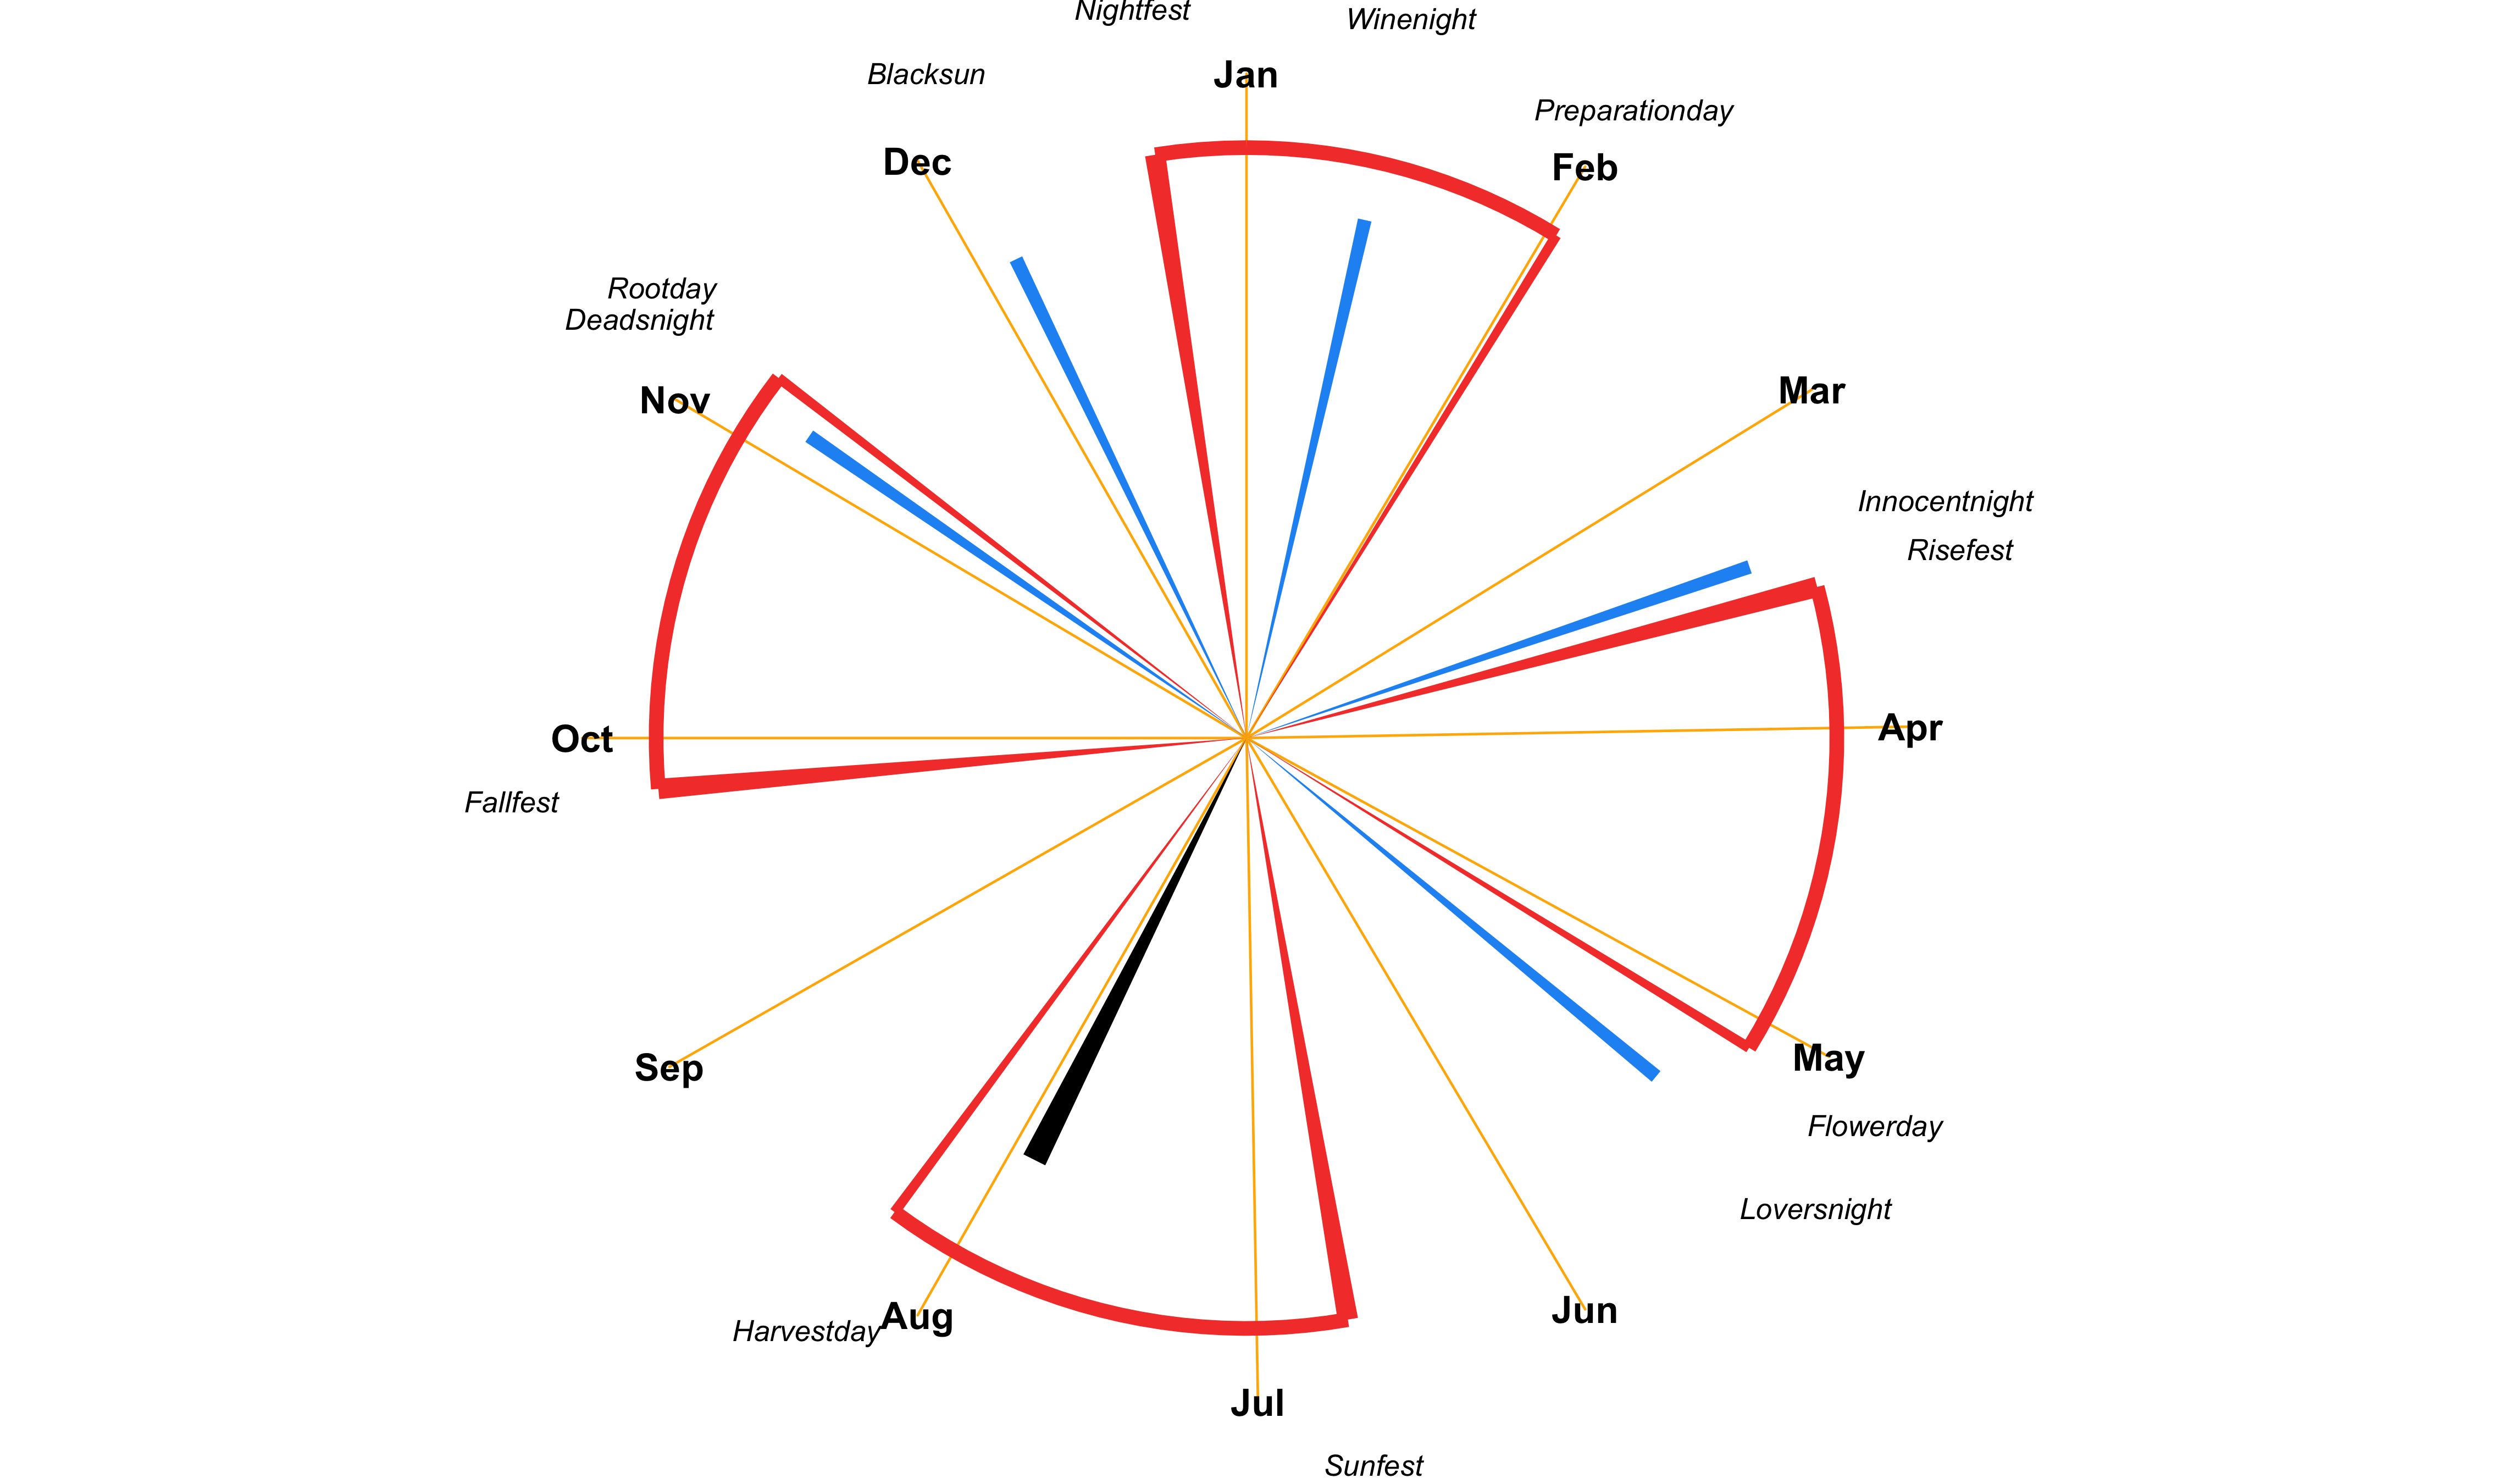 Nightfest
Winenight
Blacksun
Jan
Preparationday
Dec
Feb
Rootday
Deadsnight
Nov
Mar
Innocentnight
Risefest
Oct
Apr
Fallfest
Sep
May
Flowerday
Loversnight
Harvestday
Aug
Jun
Jul
Sunfest